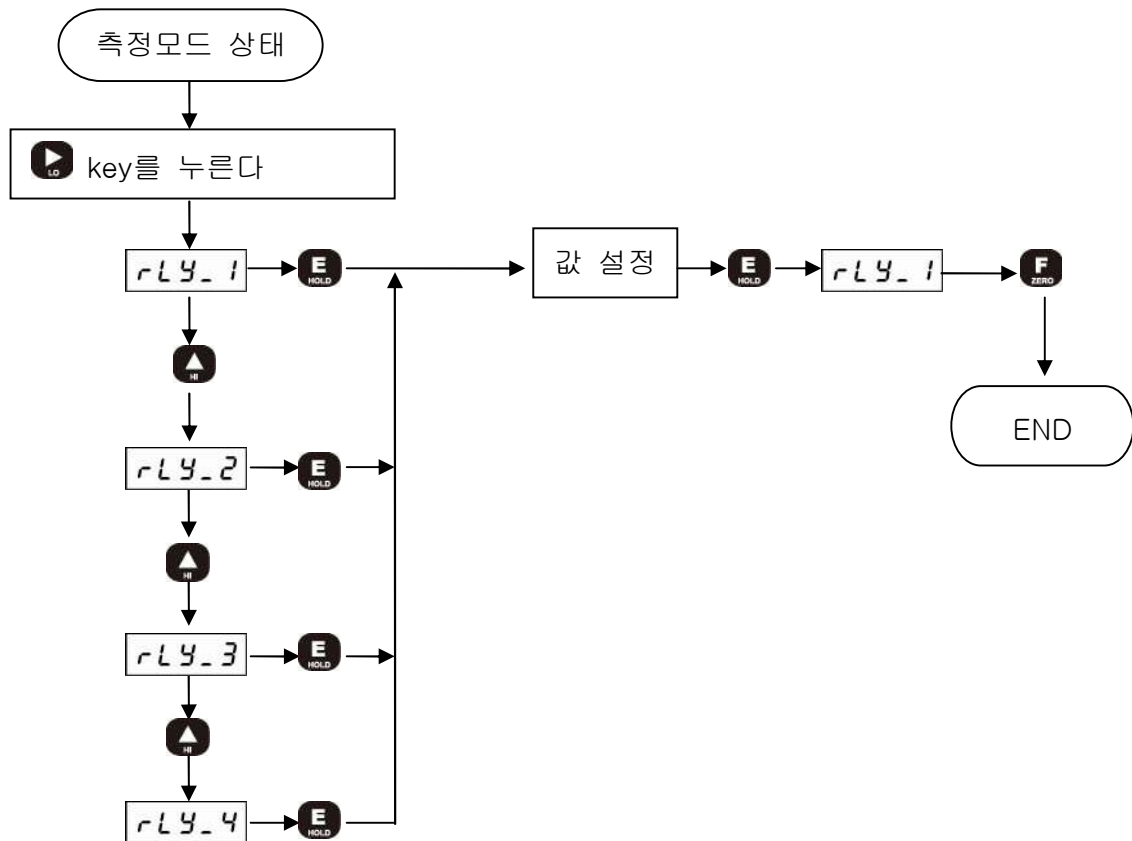 측정모드 상태
LO key를 누른다
rLY_1 E HOLD 값 설정 E HOLD rLY_1 F ZERO
HI
END
rLY_2 E HOLD
HI
rLY_3 E HOLD
HI
rLY_4 E HOLD